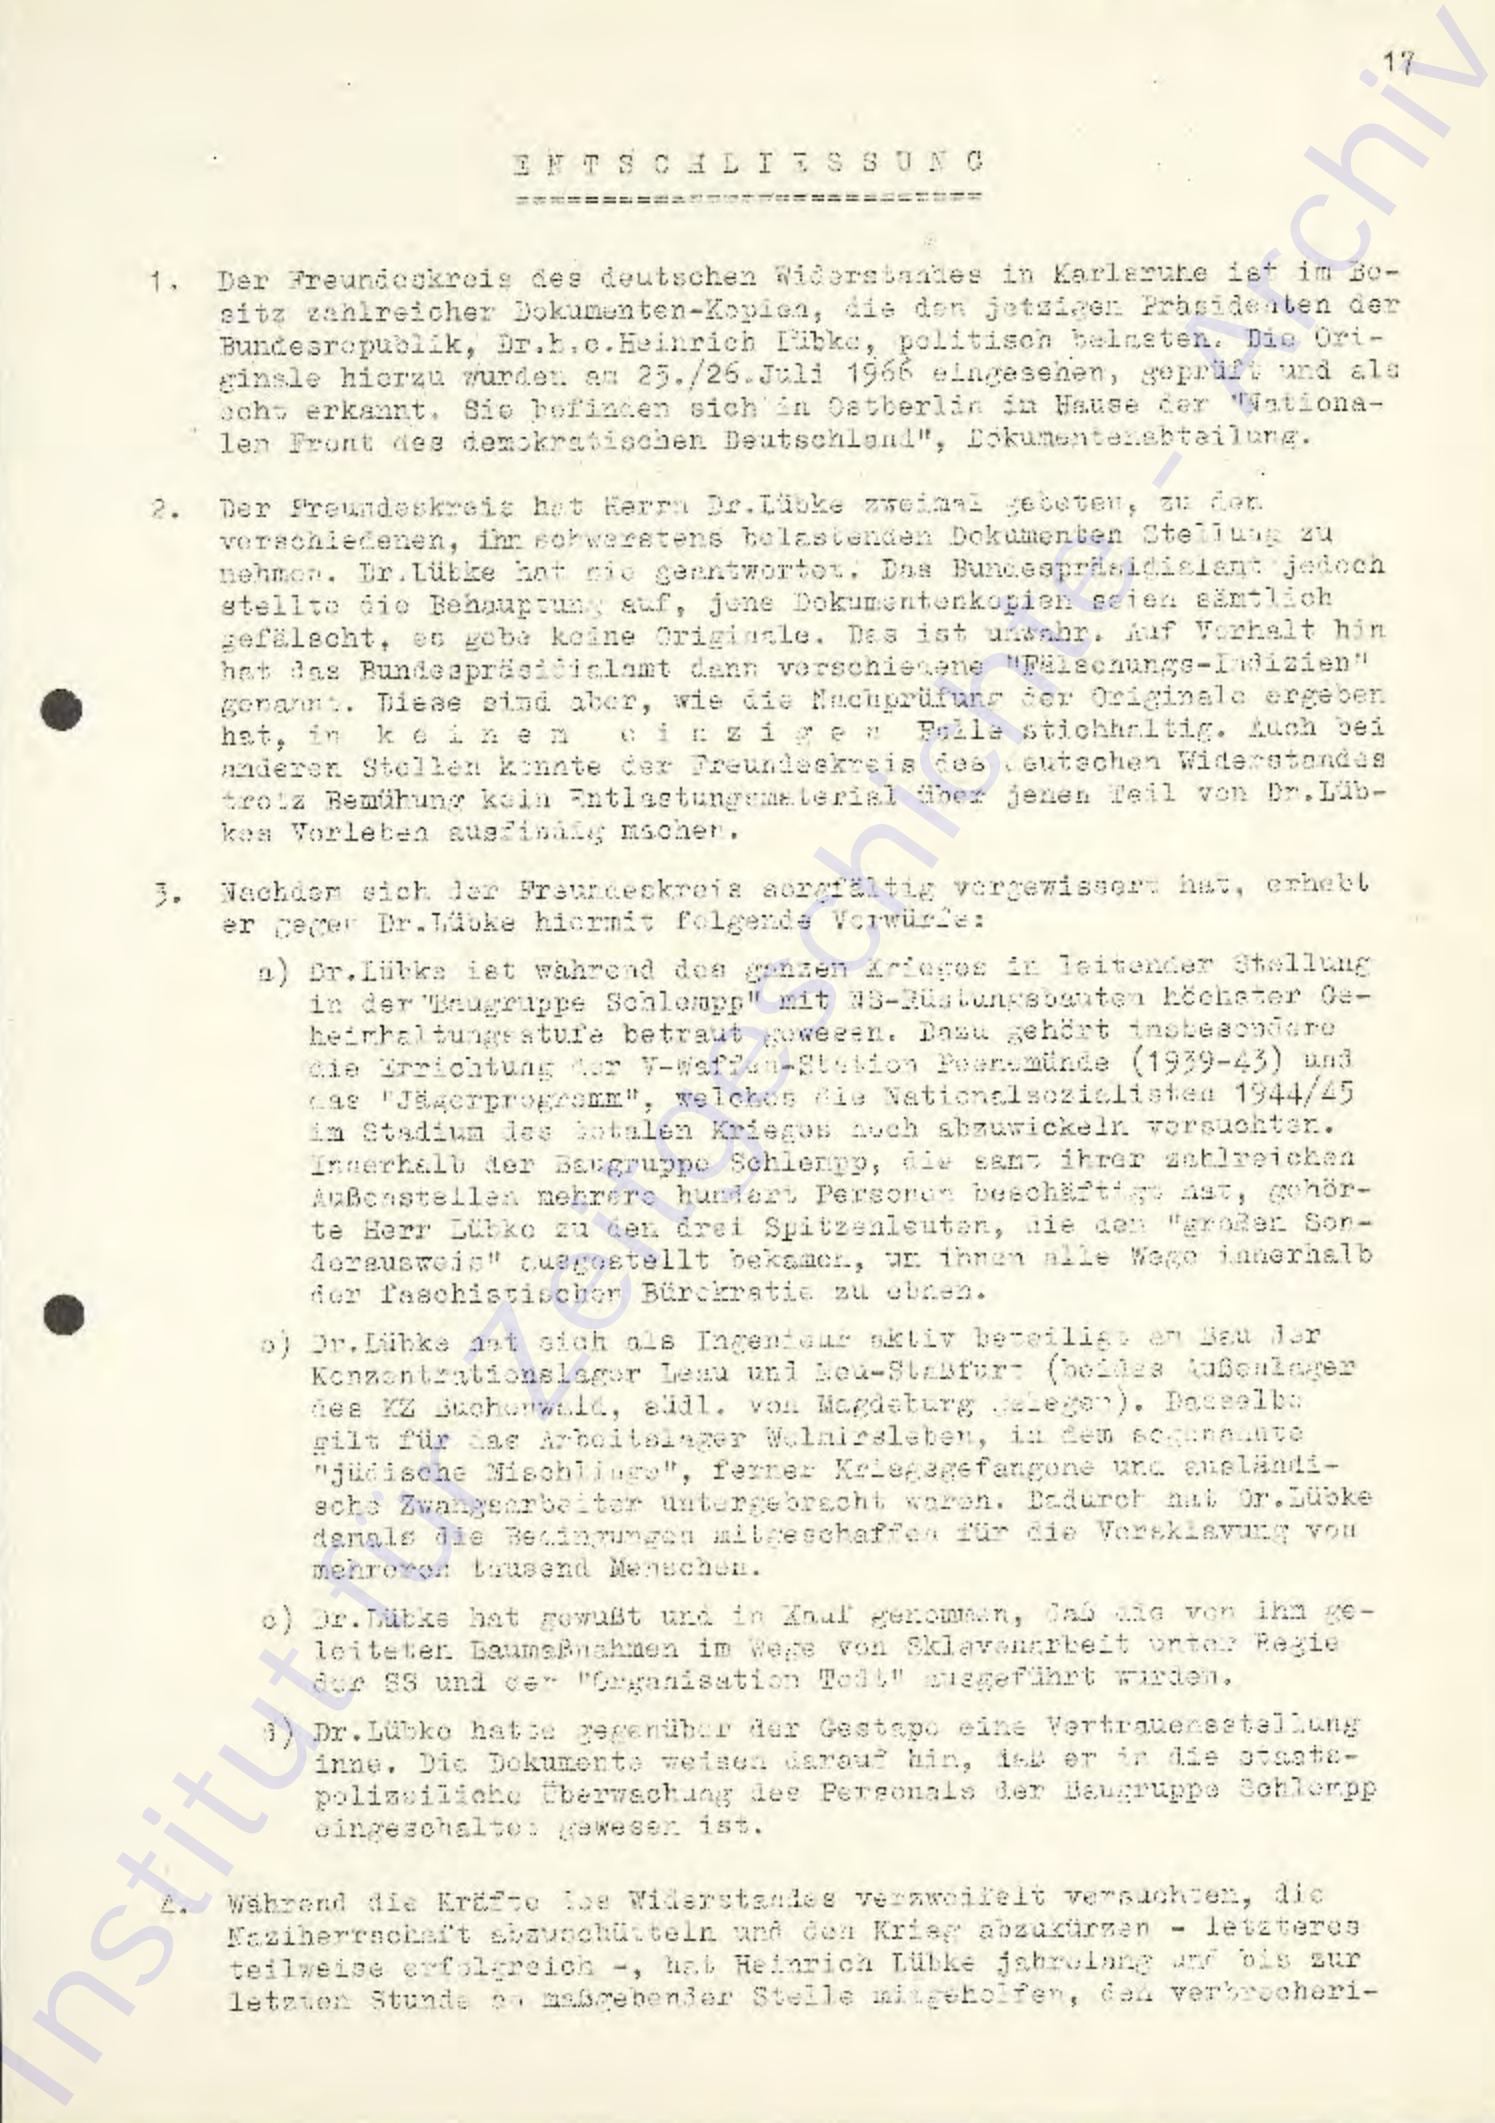 17
E N T S C H L I E S S U N G
===========================
1. Der Freundeskreis des deutschen Widerstandes in Karlsruhe ist im Be-
sitz zahlreicher Dokumenten-Kopien, die den jetzigen Präsidenten der
Bundesrepublik, Dr.h.c.Heinrich Lübke, politisch belasten. Die Ori-
ginale hierzu wurden am 25./26.Juli 1966 eingesehen, geprüft und als
echt erkannt. Sie befinden sich in Ostberlin im Hause der "Nationa-
len Front des demokratischen Deutschland", Dokumentenabteilung.
2. Der Freundeskreis hat Herrn Dr.Lübke zweimal gebeten, zu den
verschiedenen, ihn schwerstens belastenden Dokumenten Stellung zu
nehmen. Dr.Lübke hat nie geantwortet. Das Bundespräsidialamt jedoch
stellte die Behauptung auf, jene Dokumentenkopien seien sämtlich
gefälscht, es gebe keine Originale. Das ist unwahr. Auf Vorhalt hin
hat das Bundespräsidialamt dann verschiedene "Fälschungs-Indizien"
genannt. Diese sind aber, wie die Nachprüfung der Originale ergeben
hat, in k e i n e m e i n z i g e n Falle stichhaltig. Auch bei
anderen Stellen konnte der Freundeskreis des deutschen Widerstandes
trotz Bemühung kein Entlastungsmaterial über jenen Teil von Dr.Lüb-
kes Vorleben ausfindig machen.
3. Nachdem sich der Freundeskreis sorgfältig vergewissert hat, erhebt
er gegen Dr.Lübke hiermit folgende Vorwürfe:
a) Dr.Lübke ist während des ganzen Krieges in leitender Stellung
in der "Baugruppe Schlempp" mit NS-Rüstungsbauten höchster Ge-
heimhaltungsstufe betraut gewesen. Dazu gehört insbesondere
die Errichtung der V-Waffen-Station Peenemünde (1939-43) und
das "Jägerprogramm", welches die Nationalsozialisten 1944/45
im Stadium des totalen Krieges noch abzuwickeln versuchten.
Innerhalb der Baugruppe Schlempp, die samt ihrer zahlreichen
Außenstellen mehrere hundert Personen beschäftigt hat, gehör-
te Herr Lübke zu den drei Spitzenleuten, die den "großen Son-
derausweis" ausgestellt bekamen, um ihnen alle Wege innerhalb
der faschistischen Bürokratie zu ebnen.
b) Dr.Lübke hat sich als Ingenieur aktiv beteiligt am Bau der
Konzentrationslager Leau und Neu-Staßfurt (beides Außenlager
des KZ Buchenwald, südl. von Magdeburg gelegen). Dasselbe
gilt für das Arbeitslager Wolmirsleben, in dem sogenannte
"jüdische Mischlinge", ferner Kriegsgefangene und ausländi-
sche Zwangsarbeiter untergebracht waren. Dadurch hat Dr.Lübke
damals die Bedingungen mitgeschaffen für die Versklavung von
mehreren tausend Menschen.
c) Dr.Lübke hat gewußt und in Kauf genommen, daß die von ihm ge-
leiteten Baumaßnahmen im Wege von Sklavenarbeit unter Regie
der SS und der "Organisation Todt" ausgeführt wurden.
d) Dr.Lübke hatte gegenüber der Gestapo eine Vertrauensstellung
inne. Die Dokumente weisen darauf hin, daß er in die staats-
polizeiliche Überwachung des Personals der Baugruppe Schlempp
eingeschaltet gewesen ist.
4. Während die Kräfte des Widerstandes verzweifelt versuchten, die
Naziherrschaft abzuschütteln und den Krieg abzukürzen - letzteres
teilweise erfolgreich -, hat Heinrich Lübke jahrelang und bis zur
letzten Stunde an maßgebender Stelle mitgeholfen, den verbrecheri-
Institut für Zeitgeschichte - Archiv